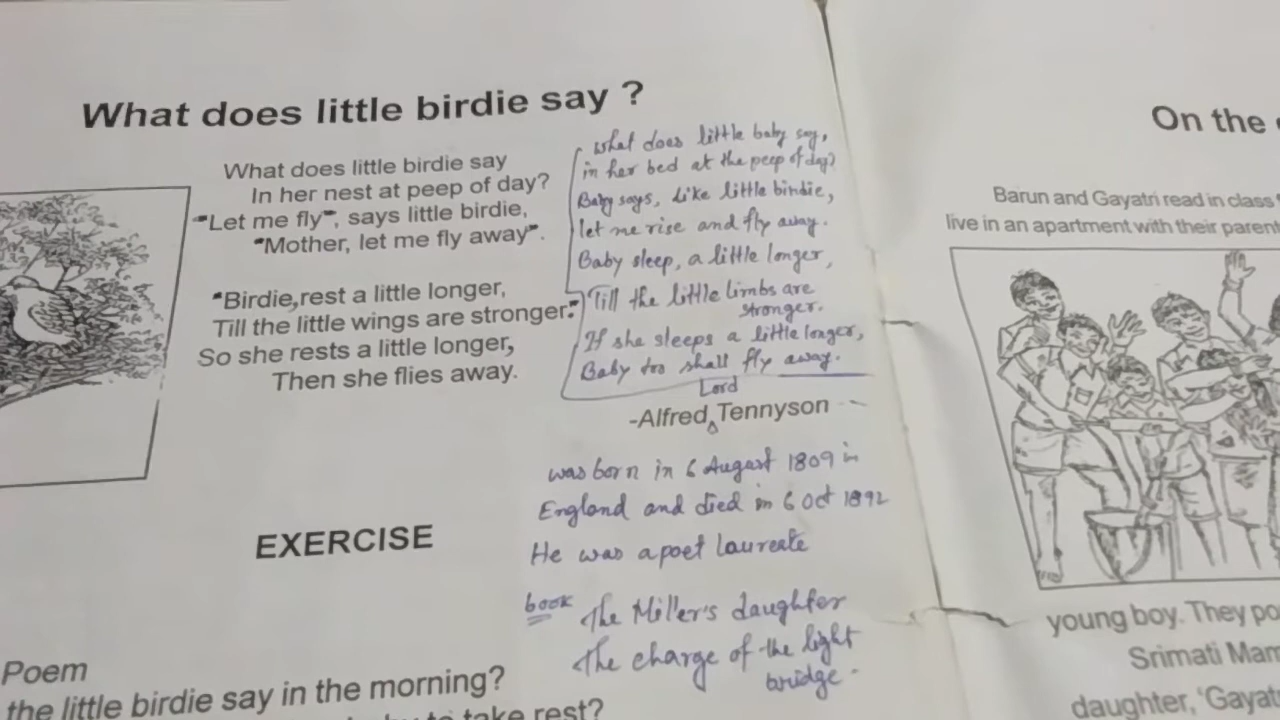 What does little birdie say ?
What does little birdie say
In her nest at peep of day?
"Let me fly", says little birdie,
"Mother, let me fly away".
"Birdie, rest a little longer,
Till the little wings are stronger."
So she rests a little longer,
Then she flies away.
What does little baby say,
in her bed at the peep of day?
Baby says, like little birdie,
let me rise and fly away.
Baby sleep, a little longer,
Till the little limbs are
stronger.
If she sleeps a little longer,
Baby too shall fly away.
Lord
-Alfred Tennyson
was born in 6 August 1809 in
England and died in 6 Oct 1892
He was a poet laureate
book The Miller's daughter
The charge of the light
bridge.
EXERCISE
Poem
the little birdie say in the morning?
to take rest?
On the
Barun and Gayatri read in class
live in an apartment with their parent
young boy. They po
Srimati Mam
daughter, 'Gayat